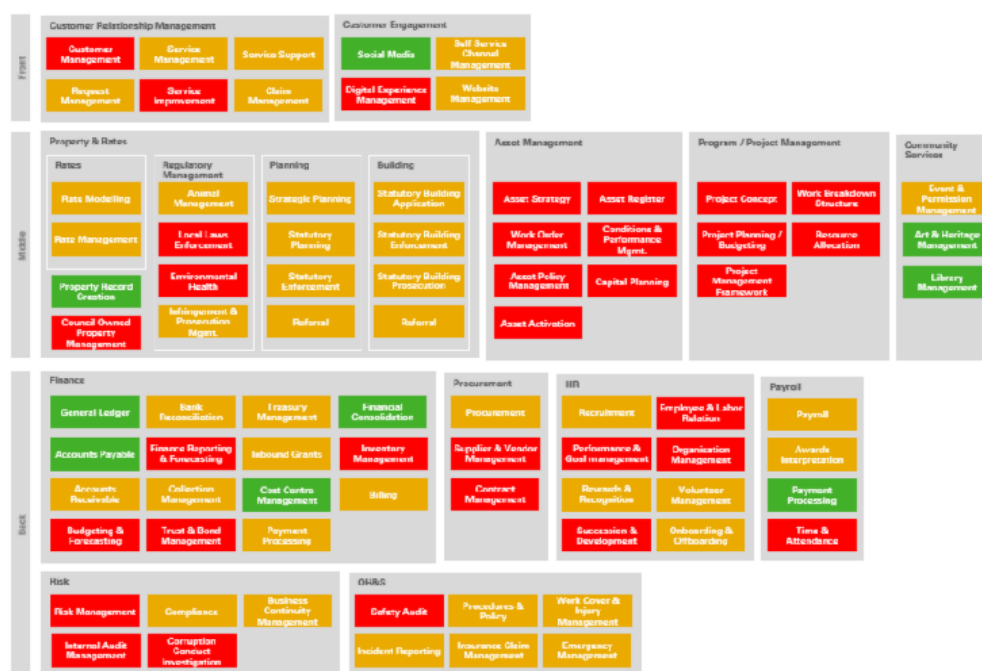 Front
Customer Relationship Management
Customer
Management
Service
Management
Service Support
Request
Management
Service
Improvement
Claim
Management
Customer Engagement
Social Media
Self Service
Channel
Management
Digital Experience
Management
Website
Management
Middle
Property & Rates
Rates
Rate Modelling
Rate Management
Property Record
Creation
Council Owned
Property
Management
Regulatory
Management
Animal
Management
Local Laws
Enforcement
Environmental
Health
Infringement &
Prosecution
Mgmt.
Planning
Strategic Planning
Statutory
Planning
Statutory
Enforcement
Referral
Building
Statutory Building
Application
Statutory Building
Enforcement
Statutory Building
Prosecution
Referral
Asset Management
Asset Strategy
Asset Register
Work Order
Management
Conditions &
Performance
Mgmt.
Asset Policy
Management
Capital Planning
Asset Activation
Program / Project Management
Project Concept
Work Breakdown
Structure
Project Planning /
Budgeting
Resource
Allocation
Project
Management
Framework
Community
Services
Event &
Permission
Management
Art & Heritage
Management
Library
Management
Back
Finance
General Ledger
Bank
Reconciliation
Treasury
Management
Financial
Consolidation
Accounts Payable
Finance Reporting
& Forecasting
Inbound Grants
Inventory
Management
Accounts
Receivable
Collection
Management
Cost Centre
Management
Billing
Budgeting &
Forecasting
Trust & Bond
Management
Payment
Processing
Procurement
Procurement
Supplier & Vendor
Management
Contract
Management
HR
Recruitment
Employee & Labor
Relation
Performance &
Goal management
Organisation
Management
Rewards &
Recognition
Volunteer
Management
Succession &
Development
Onboarding &
Offboarding
Payroll
Payroll
Awards
Interpretation
Payment
Processing
Time &
Attendance
Risk
Risk Management
Compliance
Business
Continuity
Management
Internal Audit
Management
Corruption
Conduct
Investigation
OH&S
Safety Audit
Procedures &
Policy
Work Cover &
Injury
Management
Incident Reporting
Insurance Claim
Management
Emergency
Management